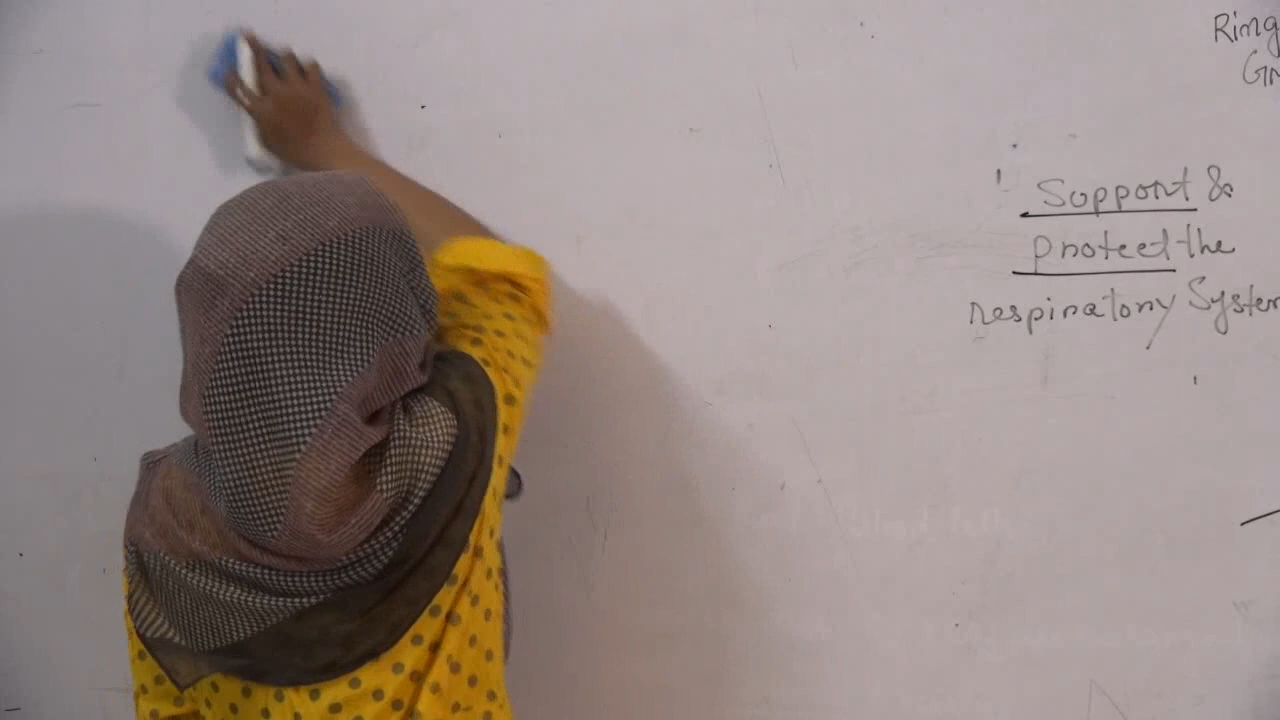 Ring
Support &
protect the
respiratory System